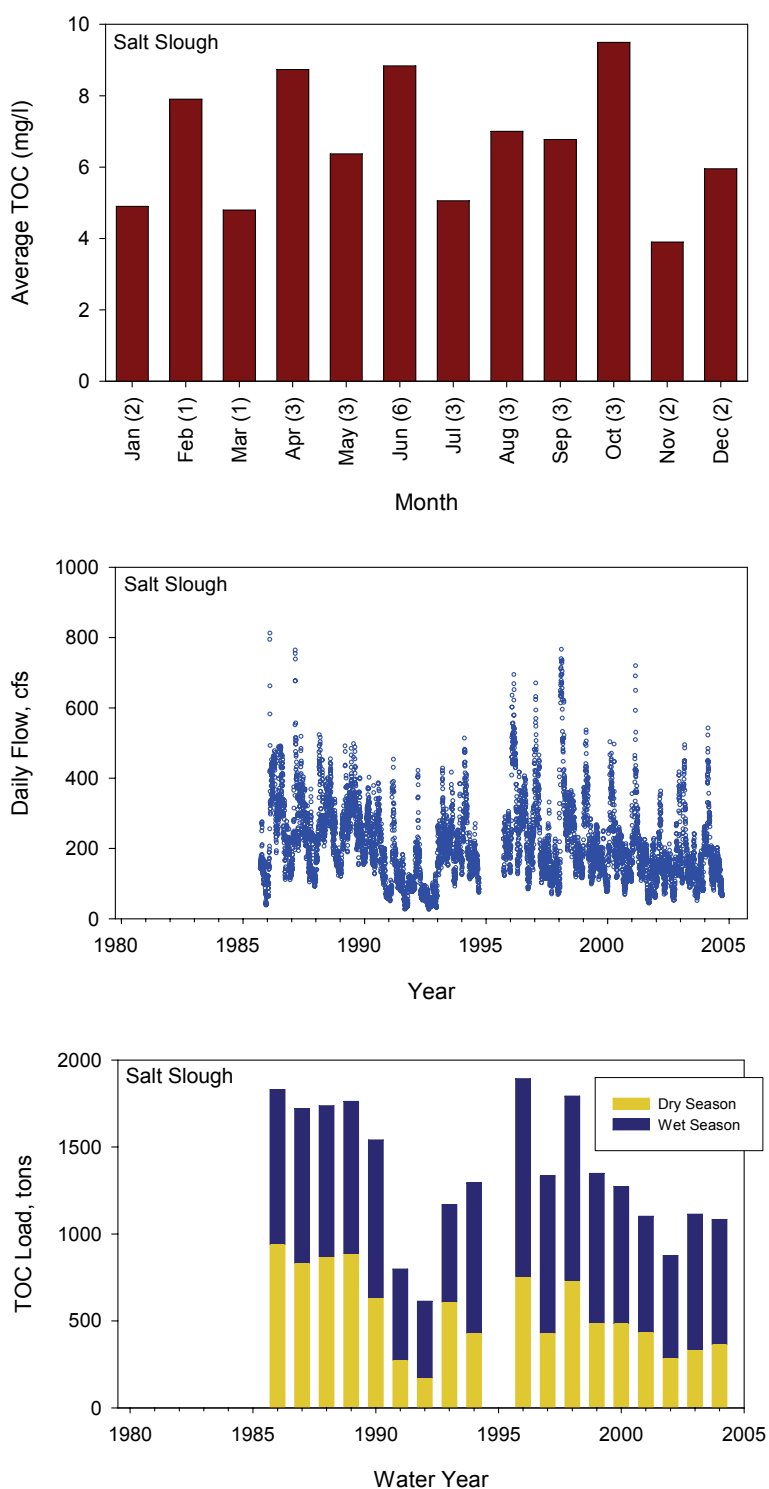 Salt Slough
Average TOC (mg/l)
10
8
6
4
2
0
Jan (2)
Feb (1)
Mar (1)
Apr (3)
May (3)
Jun (6)
Jul (3)
Aug (3)
Sep (3)
Oct (3)
Nov (2)
Dec (2)
Month
Salt Slough
Daily Flow, cfs
1000
800
600
400
200
0
1980
1985
1990
1995
2000
2005
Year
Salt Slough
TOC Load, tons
2000
1500
1000
500
0
Dry Season
Wet Season
1980
1985
1990
1995
2000
2005
Water Year